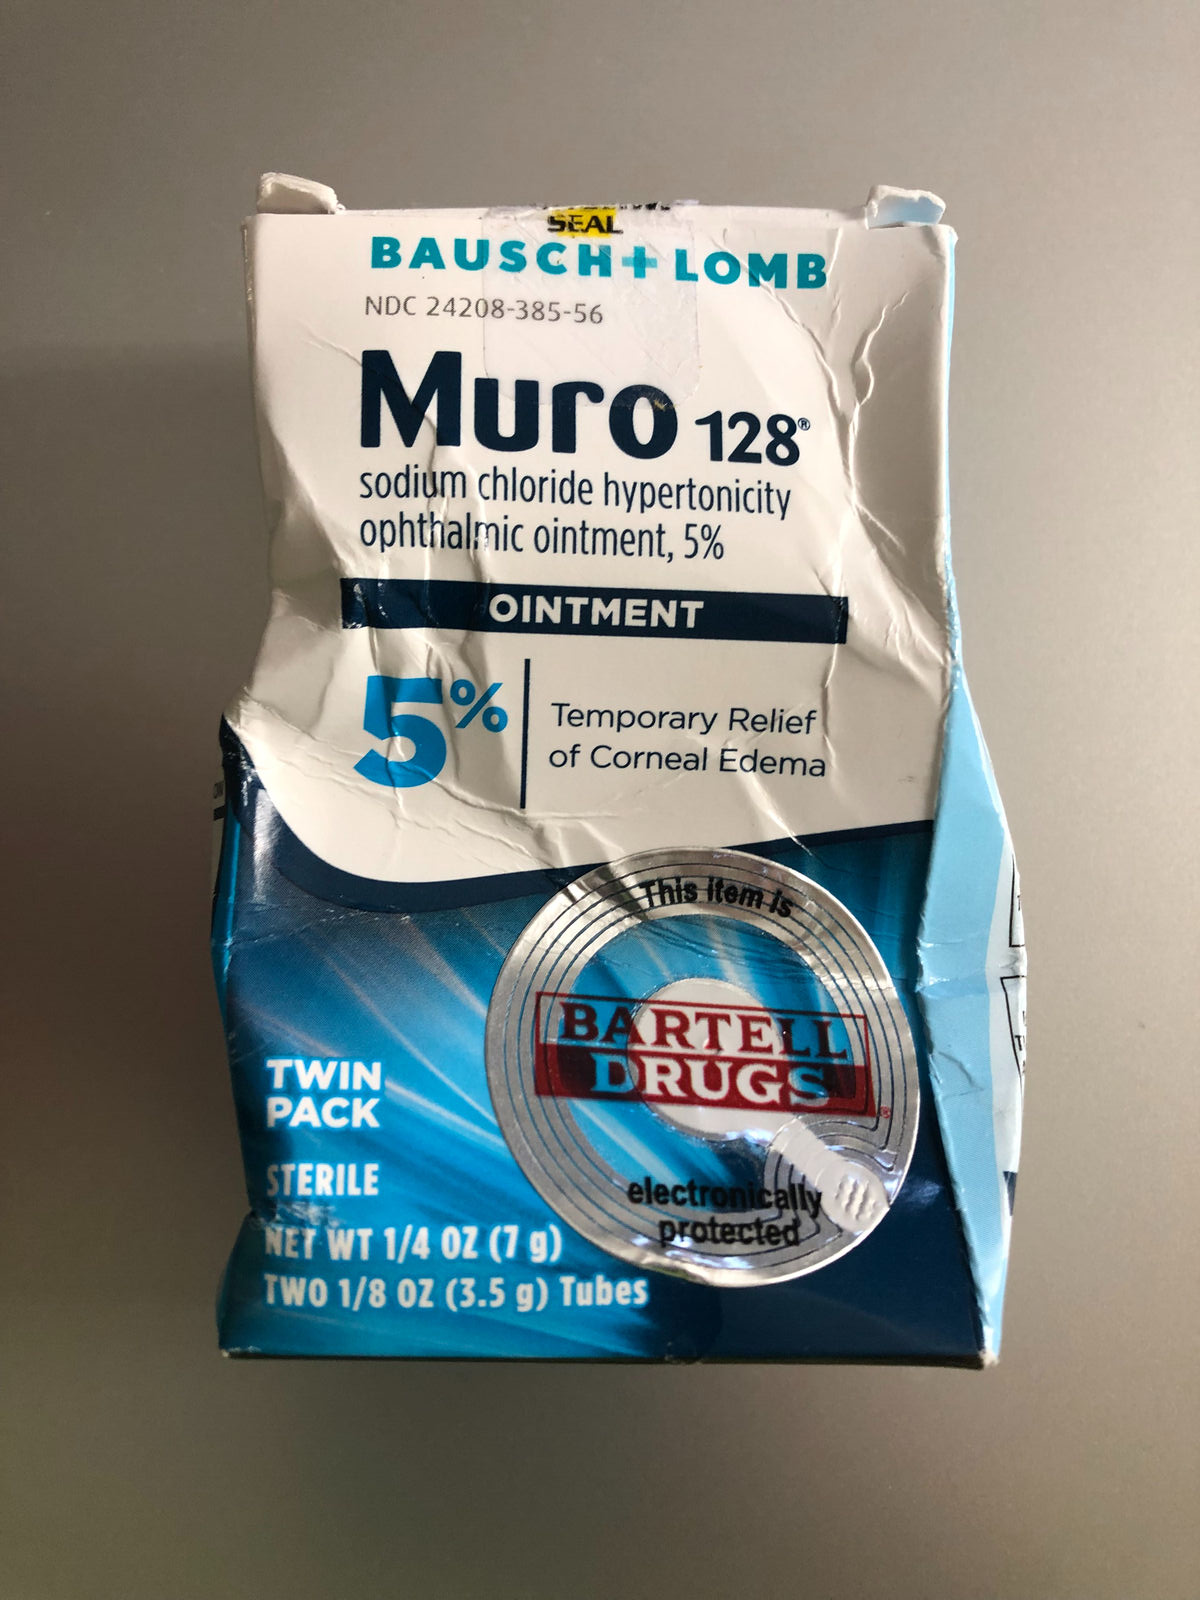 SEAL
BAUSCH + LOMB
NDC 24208-385-56
Muro 128®
sodium chloride hypertonicity
ophthalmic ointment, 5%
OINTMENT
5%
Temporary Relief
of Corneal Edema
This item is
BARTELL
DRUGS®
electronically
protected
TWIN
PACK
STERILE
NET WT 1/4 OZ (7 g)
TWO 1/8 OZ (3.5 g) Tubes